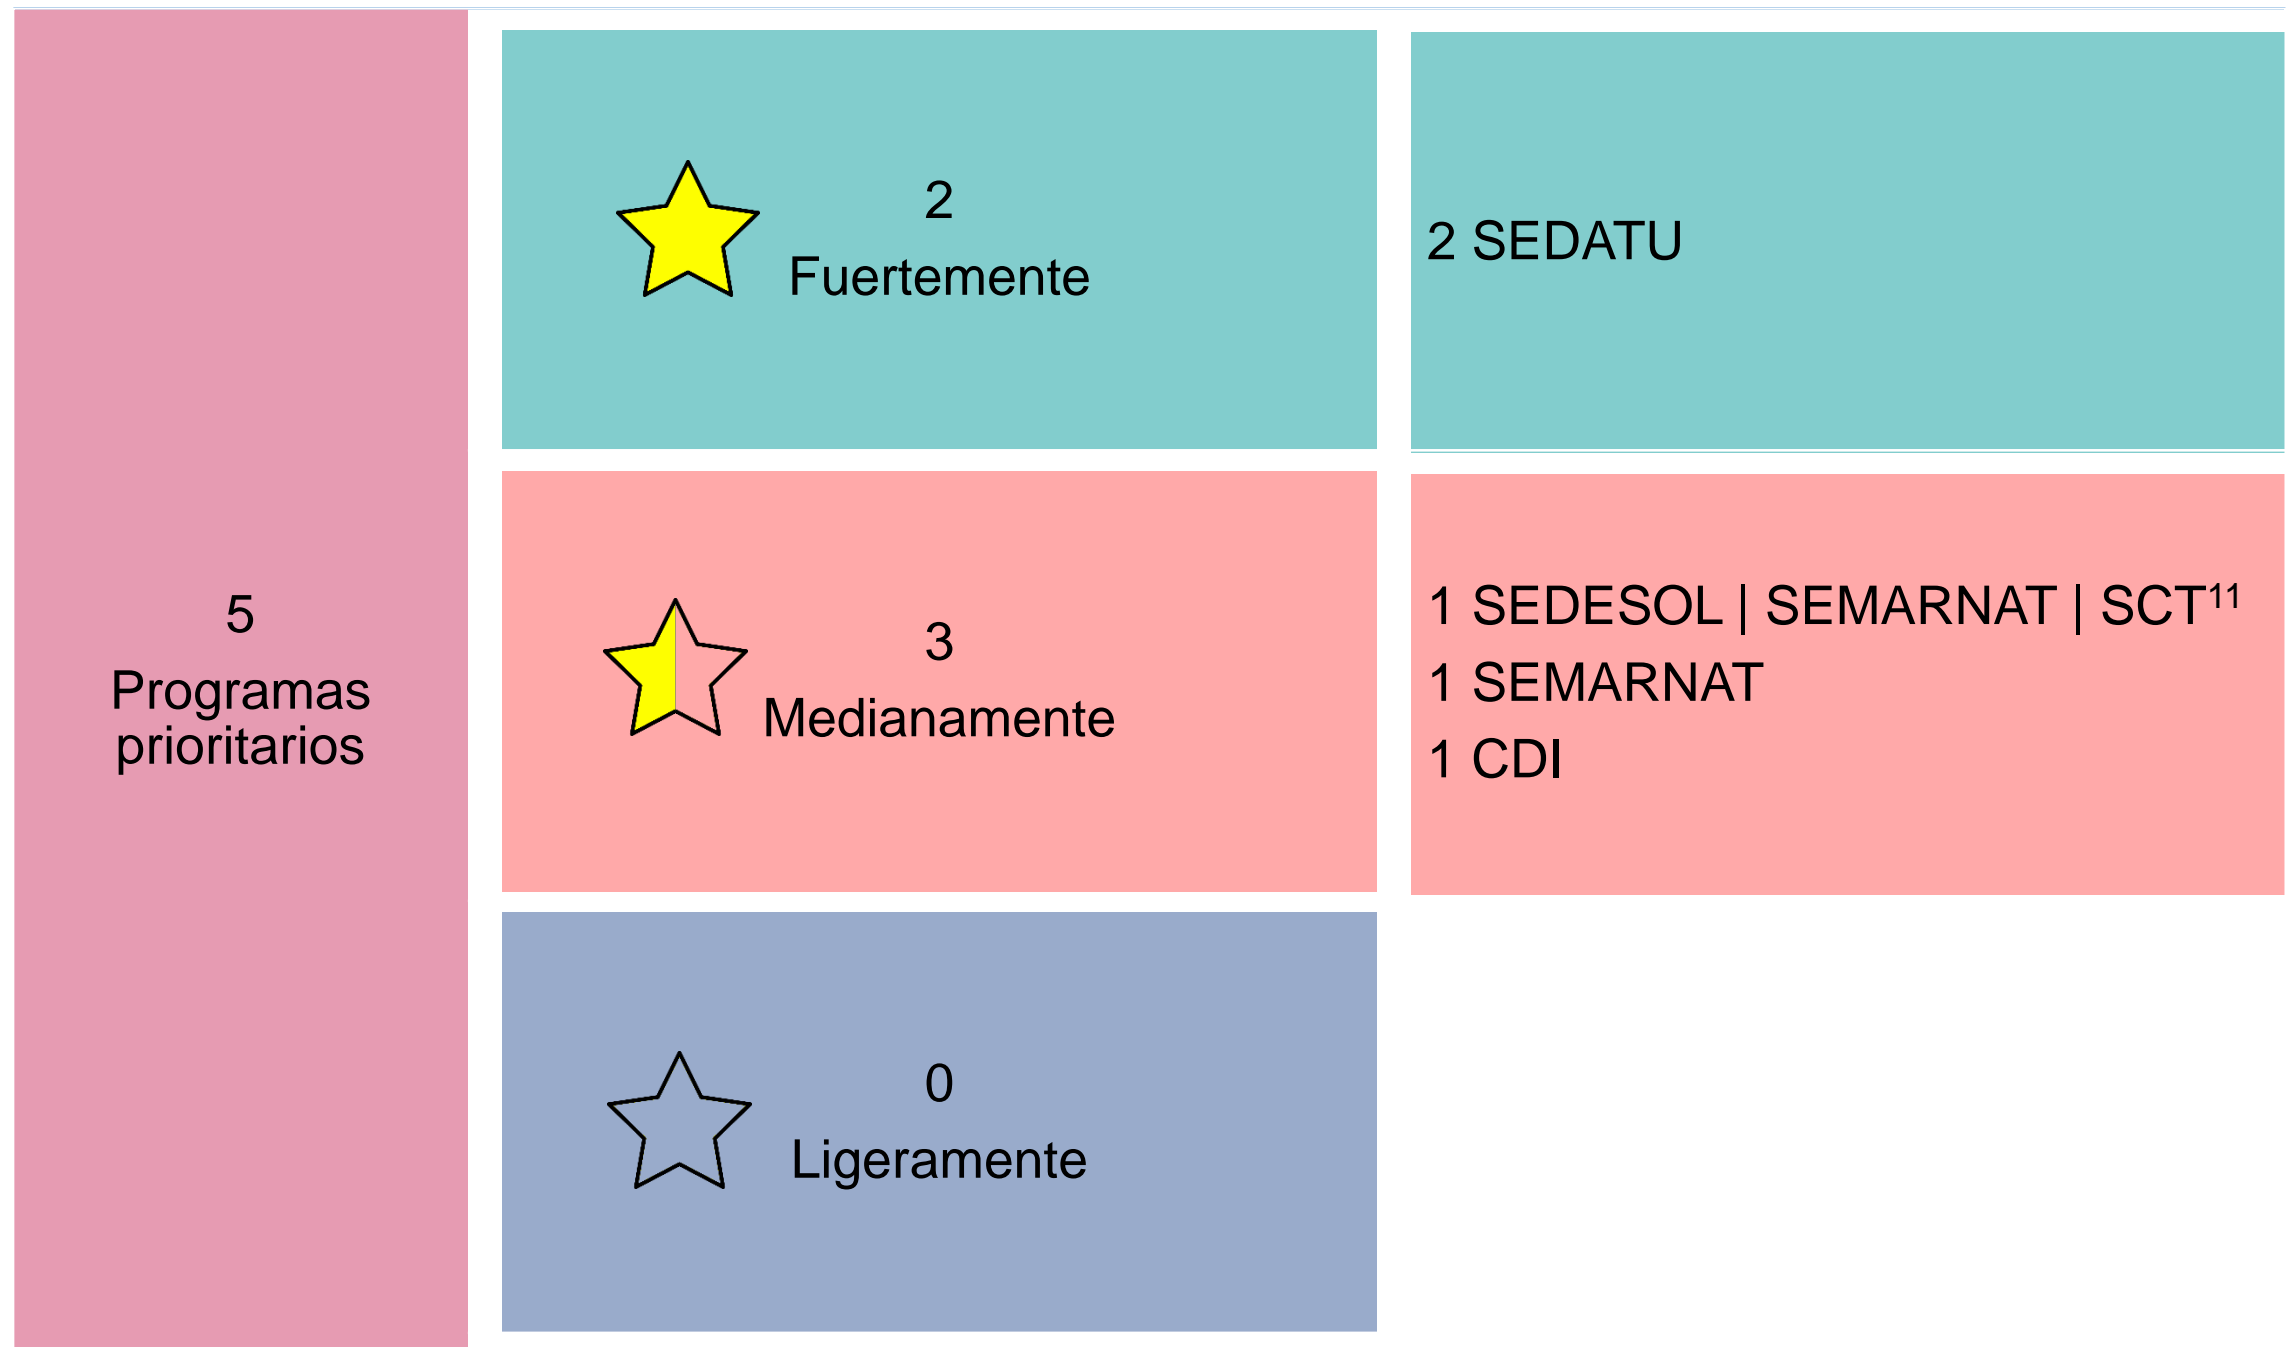 5
Programas
prioritarios
2
Fuertemente
2 SEDATU
3
Medianamente
1 SEDESOL | SEMARNAT | SCT¹¹
1 SEMARNAT
1 CDI
0
Ligeramente